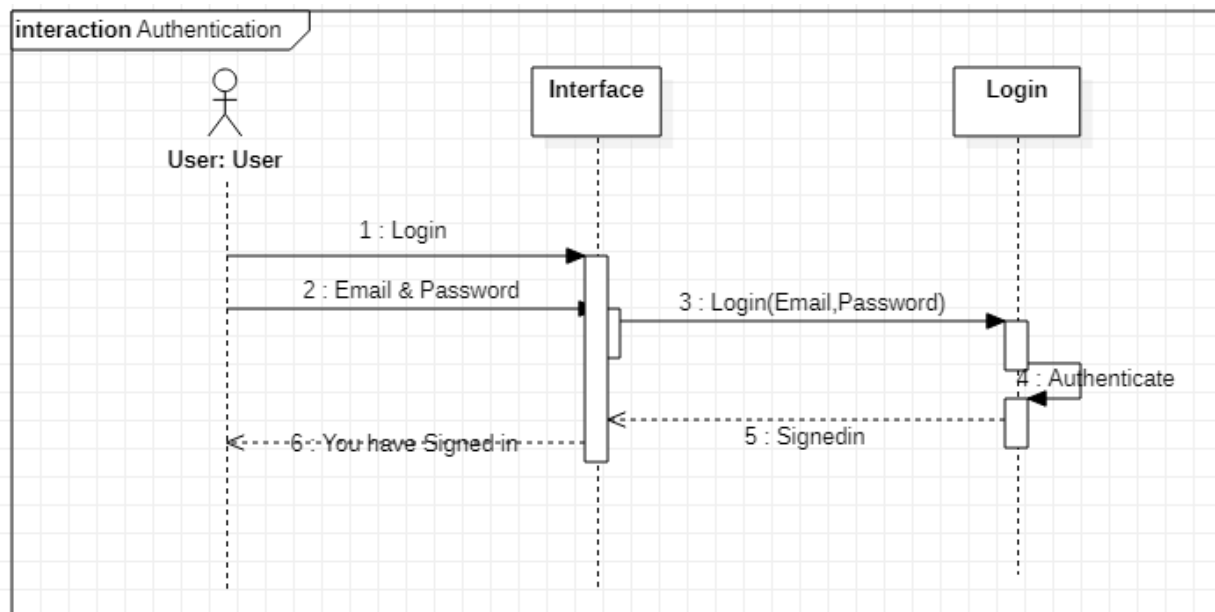 interaction Authentication
Interface
Login
User: User
1 : Login
2 : Email & Password
3 : Login(Email,Password)
4 : Authenticate
5 : Signedin
6 : You have Signed in